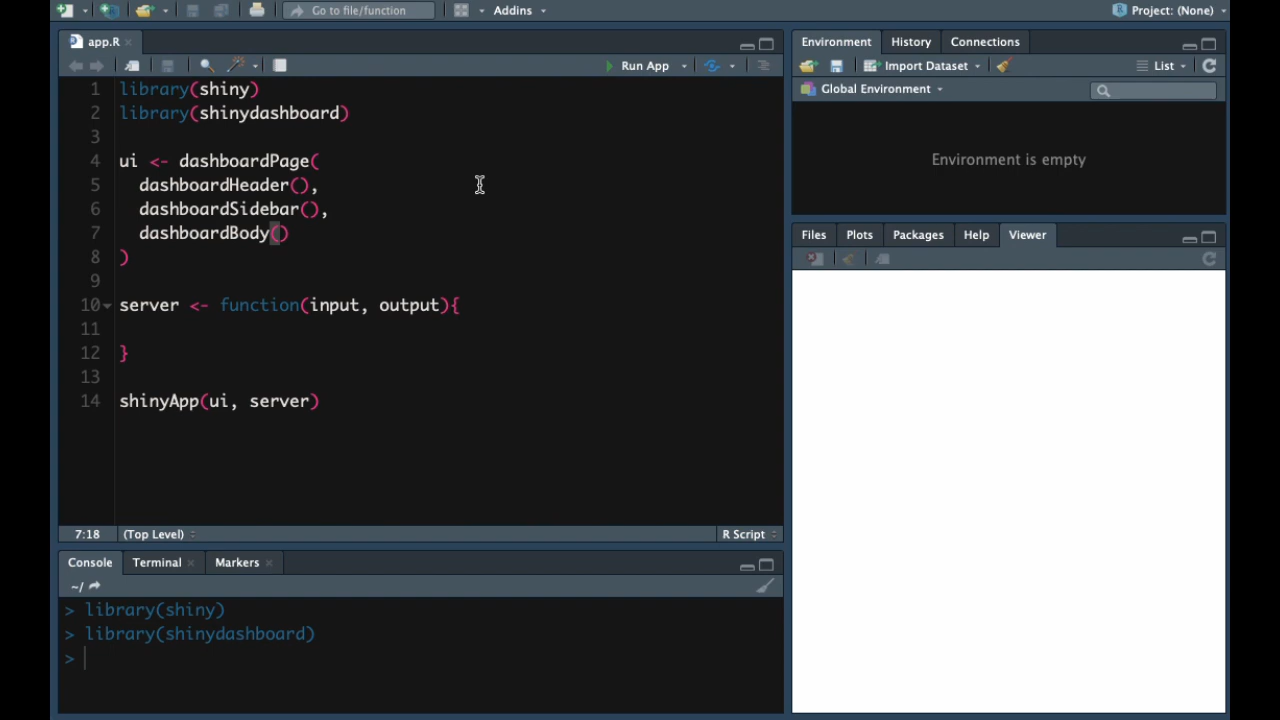 Go to file/function
Addins
Project: (None)
app.R
Run App
1 library(shiny)
2 library(shinydashboard)
3
4 ui <- dashboardPage(
5 dashboardHeader(),
6 dashboardSidebar(),
7 dashboardBody()
8 )
9
10 server <- function(input, output){
11
12 }
13
14 shinyApp(ui, server)
7:18 (Top Level) R Script
Console Terminal Markers
~/
> library(shiny)
> library(shinydashboard)
>
Environment History Connections
Import Dataset List
Global Environment
Environment is empty
Files Plots Packages Help Viewer